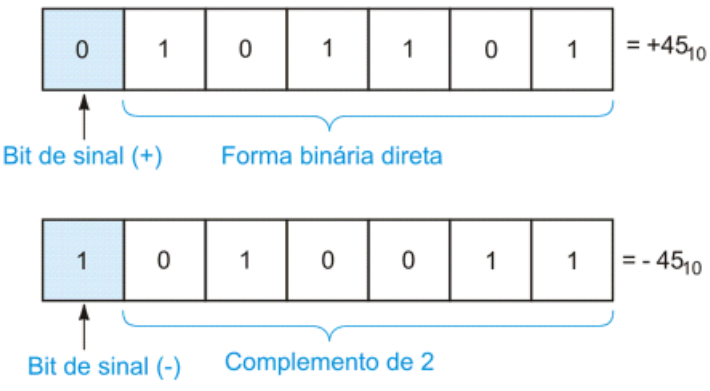 0 1 0 1 1 0 1 = +45₁₀
Bit de sinal (+) Forma binária direta
1 0 1 0 0 1 1 = - 45₁₀
Bit de sinal (-) Complemento de 2